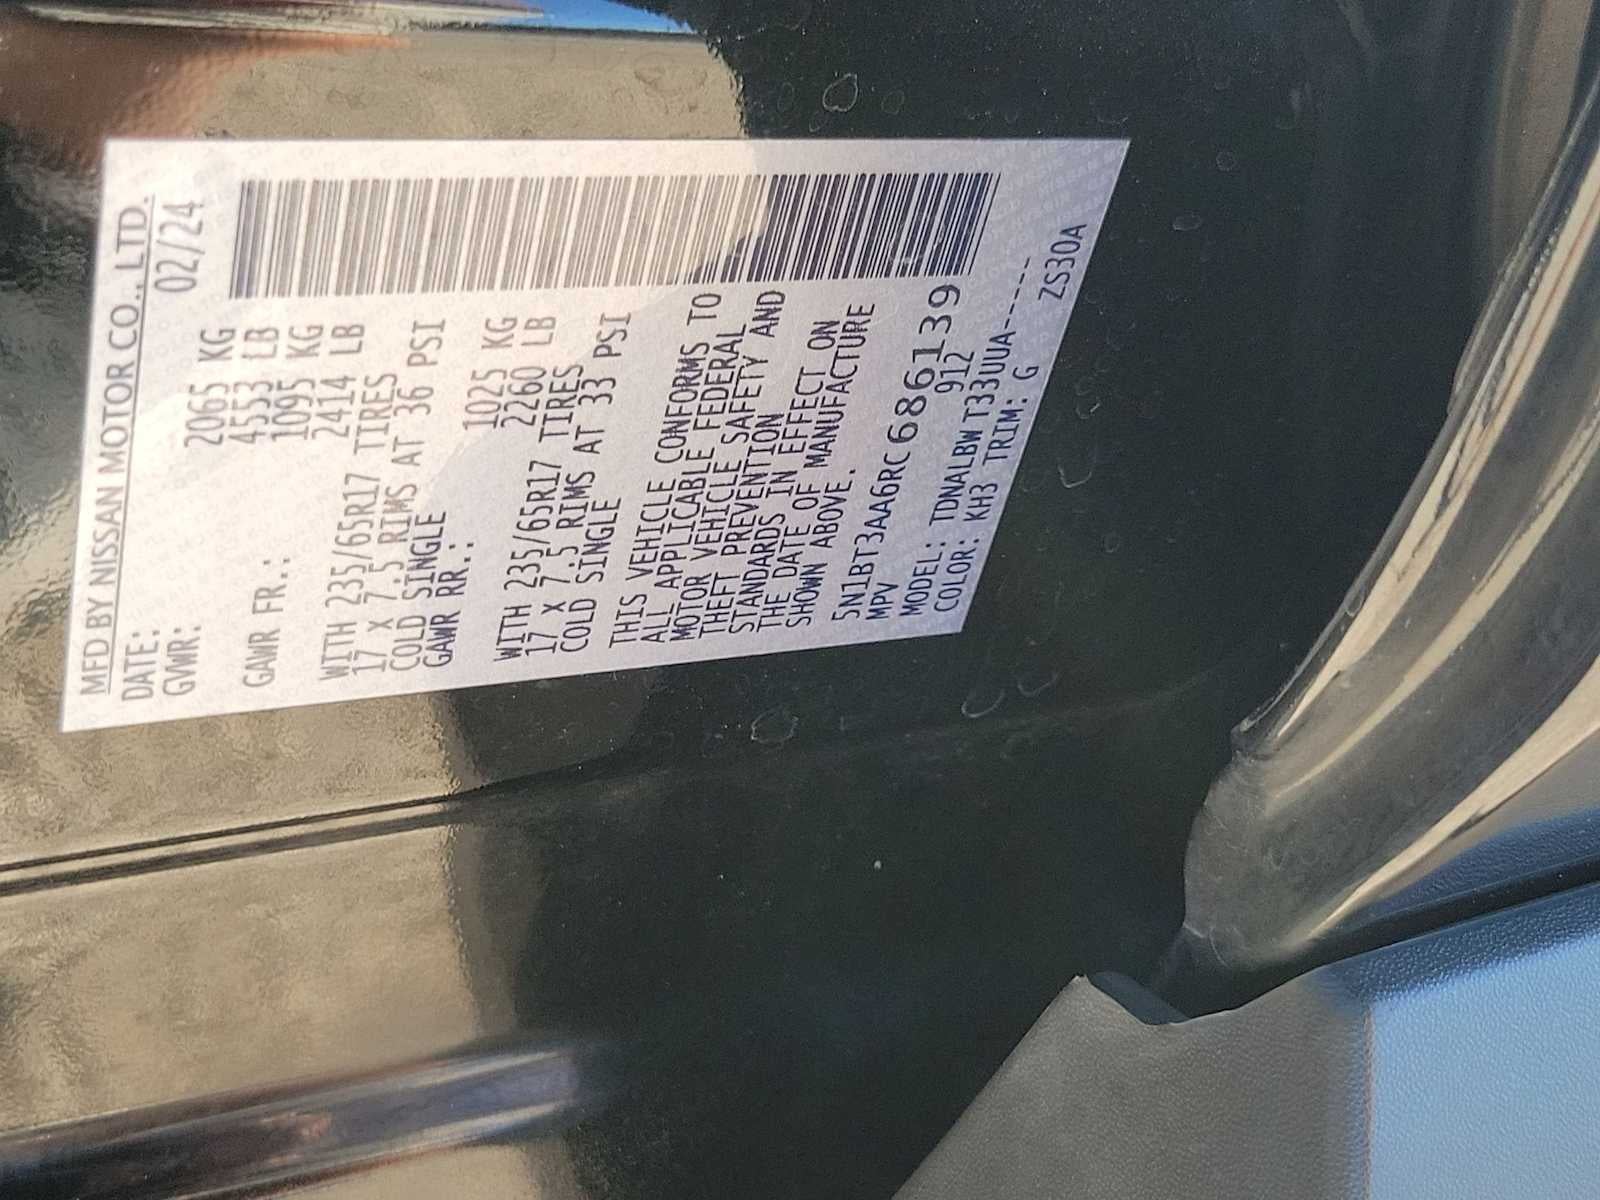 MFD BY NISSAN MOTOR CO., LTD.
DATE: 02/24
GVWR: 2065 KG
4553 LB
GAWR FR.: 1095 KG
2414 LB
WITH 235/65R17 TIRES
17 X 7.5 RIMS AT 36 PSI
COLD SINGLE
GAWR RR.: 1025 KG
2260 LB
WITH 235/65R17 TIRES
17 X 7.5 RIMS AT 33 PSI
COLD SINGLE
THIS VEHICLE CONFORMS TO
ALL APPLICABLE FEDERAL
MOTOR VEHICLE SAFETY AND
THEFT PREVENTION
STANDARDS IN EFFECT ON
THE DATE OF MANUFACTURE
SHOWN ABOVE.
5N1BT3AA6RC686139
MPV 912
MODEL: TDNALBW T33UUA-----
COLOR: KH3 TRIM: G ZS30A